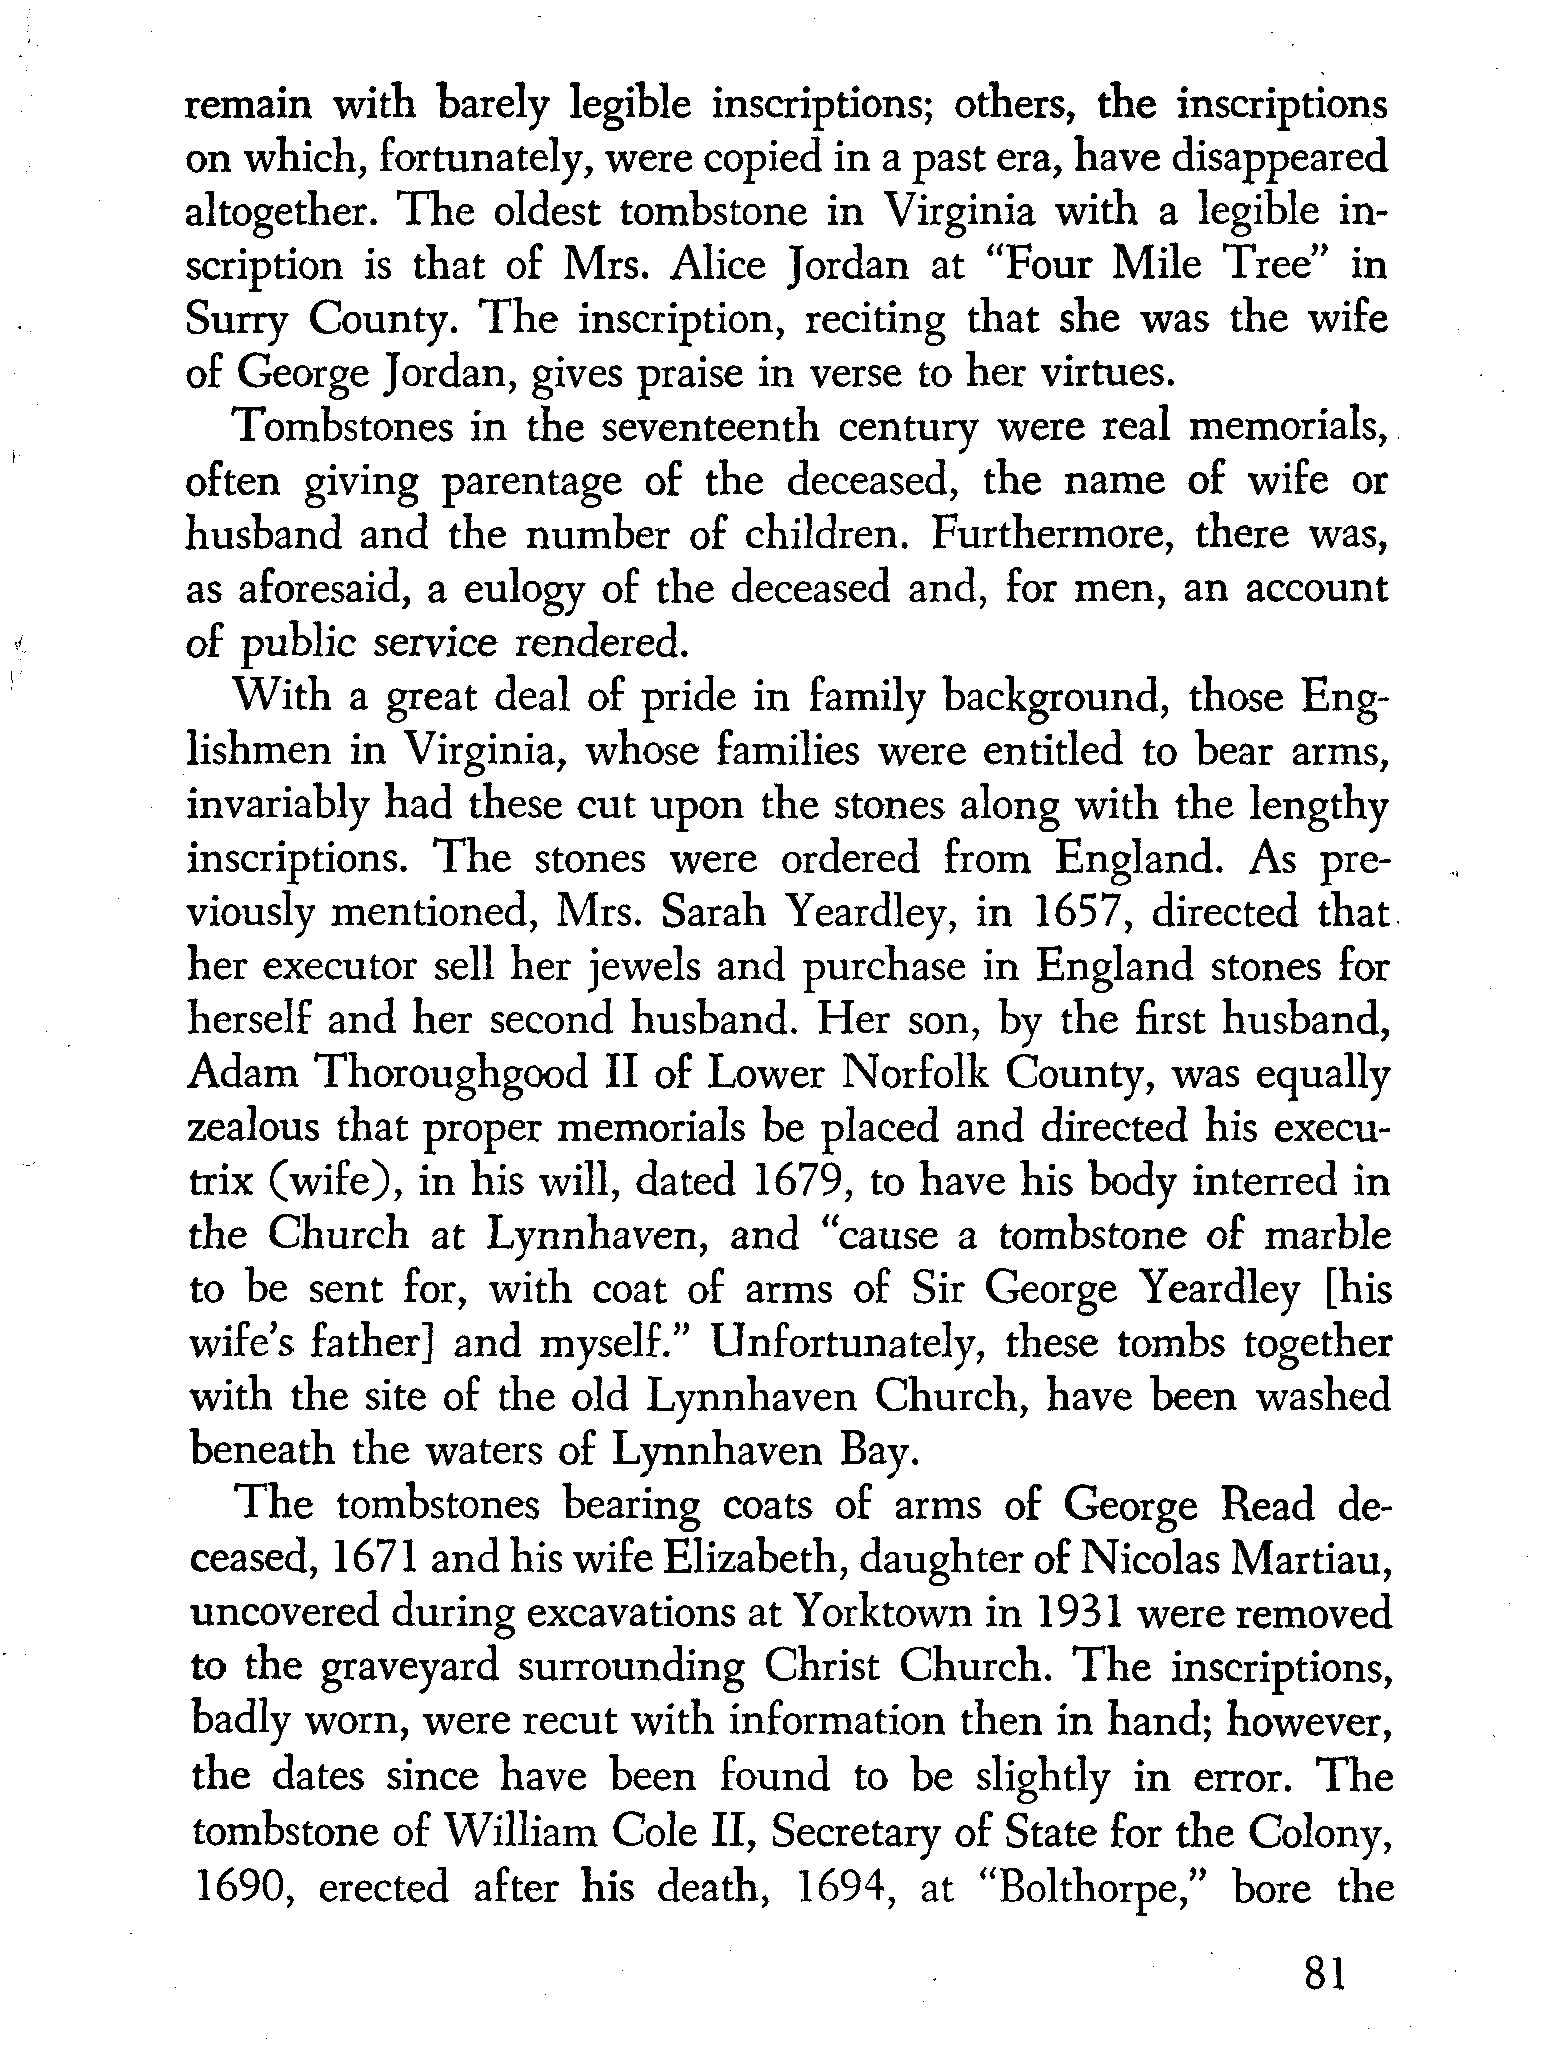 remain with barely legible inscriptions; others, the inscriptions
on which, fortunately, were copied in a past era, have disappeared
altogether. The oldest tombstone in Virginia with a legible in-
scription is that of Mrs. Alice Jordan at “Four Mile Tree” in
Surry County. The inscription, reciting that she was the wife
of George Jordan, gives praise in verse to her virtues.
Tombstones in the seventeenth century were real memorials,
often giving parentage of the deceased, the name of wife or
husband and the number of children. Furthermore, there was,
as aforesaid, a eulogy of the deceased and, for men, an account
of public service rendered.
With a great deal of pride in family background, those Eng-
lishmen in Virginia, whose families were entitled to bear arms,
invariably had these cut upon the stones along with the lengthy
inscriptions. The stones were ordered from England. As pre-
viously mentioned, Mrs. Sarah Yeardley, in 1657, directed that
her executor sell her jewels and purchase in England stones for
herself and her second husband. Her son, by the first husband,
Adam Thoroughgood II of Lower Norfolk County, was equally
zealous that proper memorials be placed and directed his execu-
trix (wife), in his will, dated 1679, to have his body interred in
the Church at Lynnhaven, and “cause a tombstone of marble
to be sent for, with coat of arms of Sir George Yeardley [his
wife’s father] and myself.” Unfortunately, these tombs together
with the site of the old Lynnhaven Church, have been washed
beneath the waters of Lynnhaven Bay.
The tombstones bearing coats of arms of George Read de-
ceased, 1671 and his wife Elizabeth, daughter of Nicolas Martiau,
uncovered during excavations at Yorktown in 1931 were removed
to the graveyard surrounding Christ Church. The inscriptions,
badly worn, were recut with information then in hand; however,
the dates since have been found to be slightly in error. The
tombstone of William Cole II, Secretary of State for the Colony,
1690, erected after his death, 1694, at “Bolthorpe,” bore the
81